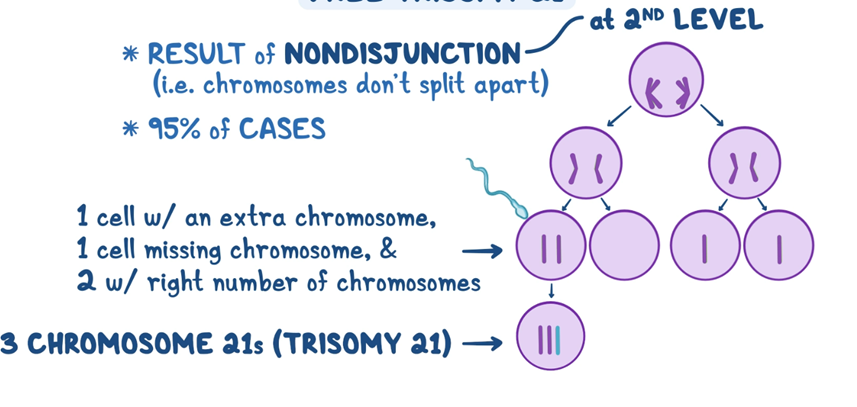 at 2ND LEVEL
* RESULT of NONDISJUNCTION
(i.e. chromosomes don't split apart)
* 95% of CASES
1 cell w/ an extra chromosome,
1 cell missing chromosome, &
2 w/ right number of chromosomes
3 CHROMOSOME 21s (TRISOMY 21)